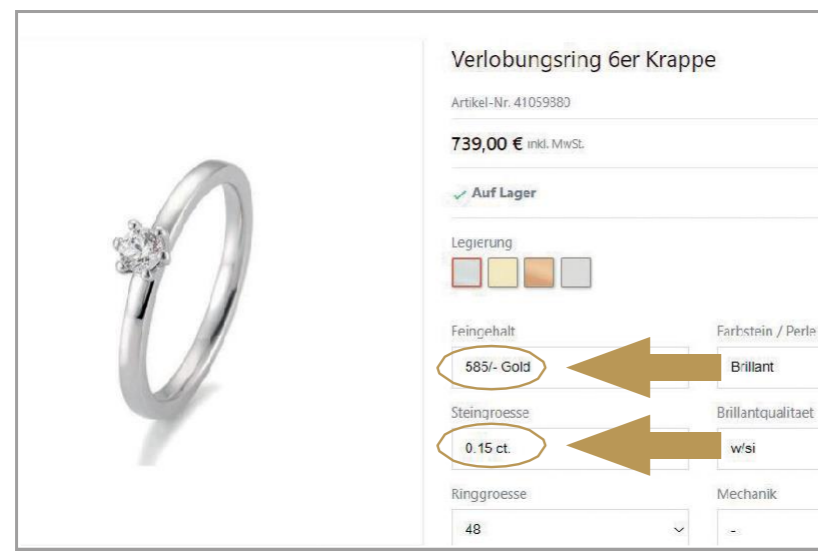 Verlobungsring 6er Krappe
Artikel-Nr. 41059880
739,00 € inkl. MwSt.
Auf Lager
Legierung
Feingehalt
Farbstein / Perle
585/- Gold
Brillant
Steingroesse
Brillantqualitaet
0.15 ct.
w/si
Ringgroesse
Mechanik
48
-